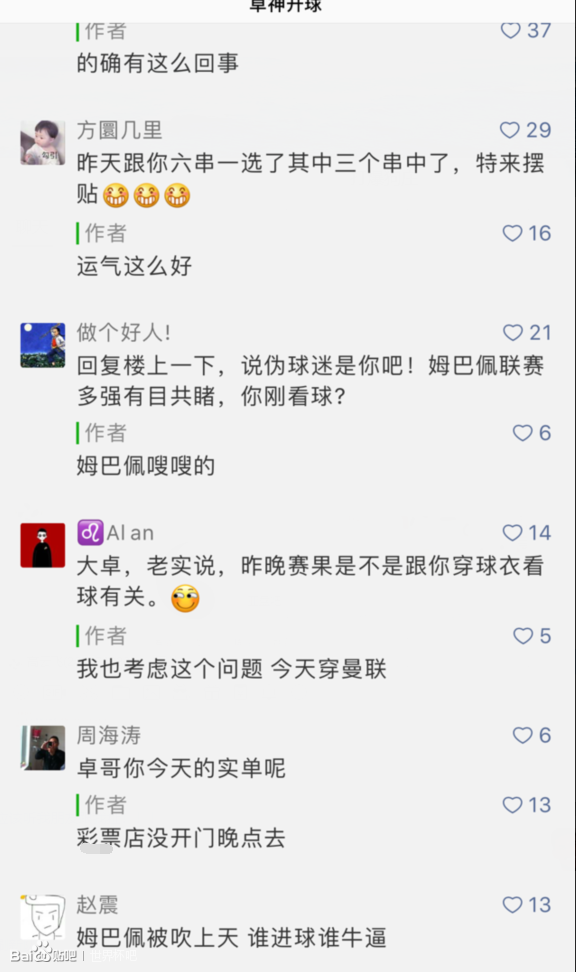 卓神开球
作者 37
的确有这么回事
方圜几里 29
昨天跟你六串一选了其中三个串中了，特来摆
贴😁😁😁
作者 16
运气这么好
做个好人! 21
回复楼上一下，说伪球迷是你吧！姆巴佩联赛
多强有目共睹，你刚看球？
作者 6
姆巴佩嗖嗖的
♌Alan 14
大卓，老实说，昨晚赛果是不是跟你穿球衣看
球有关。
作者 5
我也考虑这个问题 今天穿曼联
周海涛 6
卓哥你今天的实单呢
作者 13
彩票店没开门晚点去
赵震 13
姆巴佩被吹上天 谁进球谁牛逼
Bai贴吧